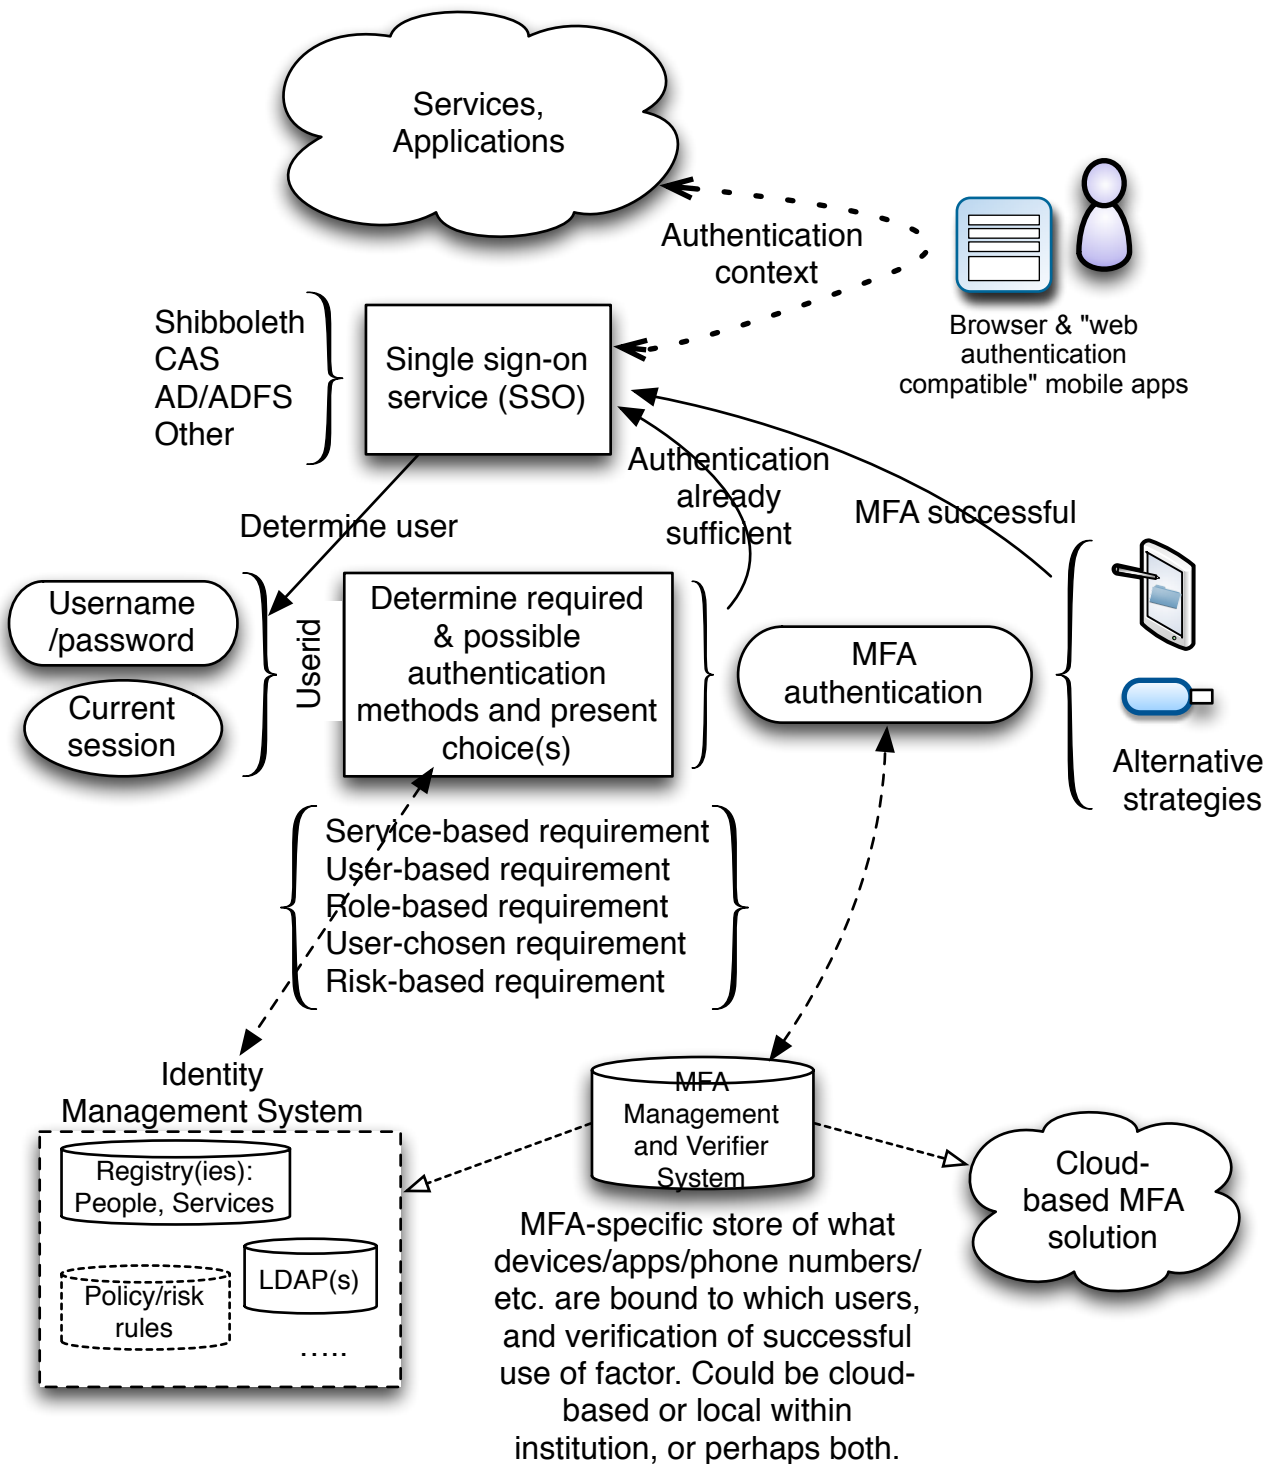 Services,
Applications
Authentication
context
Browser & "web
authentication
compatible" mobile apps
Shibboleth
CAS
AD/ADFS
Other
Single sign-on
service (SSO)
Authentication
already
sufficient
MFA successful
Determine user
Username
/password
Current
session
Userid
Determine required
& possible
authentication
methods and present
choice(s)
MFA
authentication
Alternative
strategies
Service-based requirement
User-based requirement
Role-based requirement
User-chosen requirement
Risk-based requirement
Identity
Management System
Registry(ies):
People, Services
LDAP(s)
Policy/risk
rules
.....
MFA
Management
and Verifier
System
Cloud-
based MFA
solution
MFA-specific store of what
devices/apps/phone numbers/
etc. are bound to which users,
and verification of successful
use of factor. Could be cloud-
based or local within
institution, or perhaps both.